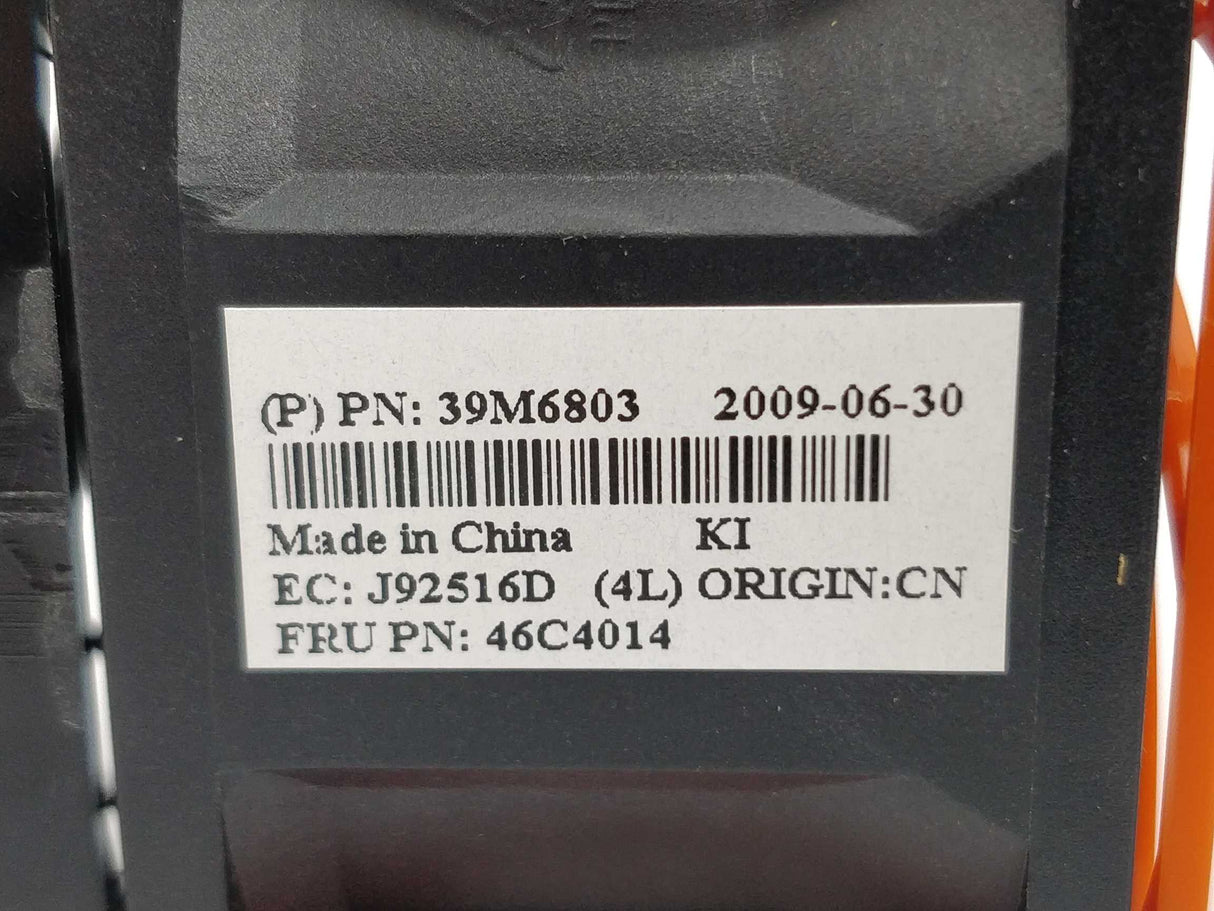 (P) PN: 39M6803 2009-06-30
Made in China KI
EC: J92516D (4L) ORIGIN:CN
FRU PN: 46C4014